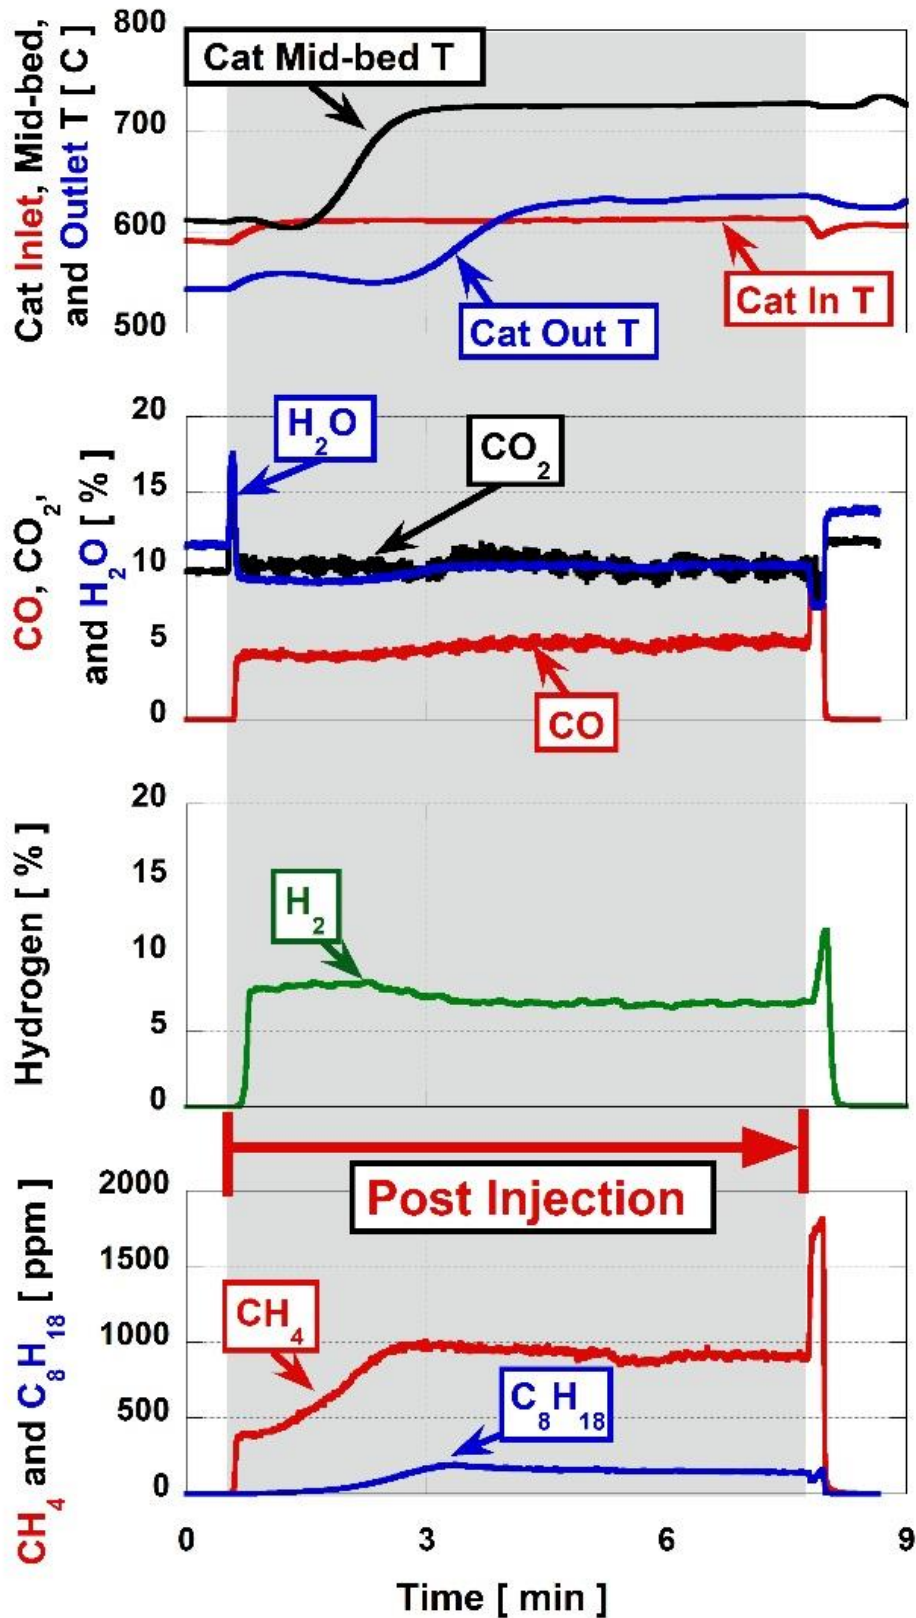 Cat Inlet, Mid-bed,
and Outlet T [ C ]
800
700
600
500
Cat Mid-bed T
Cat Out T
Cat In T
CO, CO2,
and H2O [ % ]
20
15
10
5
0
H2O
CO2
CO
Hydrogen [ % ]
20
15
10
5
0
H2
Post Injection
CH4 and C8H18 [ ppm ]
2000
1500
1000
500
0
CH4
C8H18
0 3 6 9
Time [ min ]